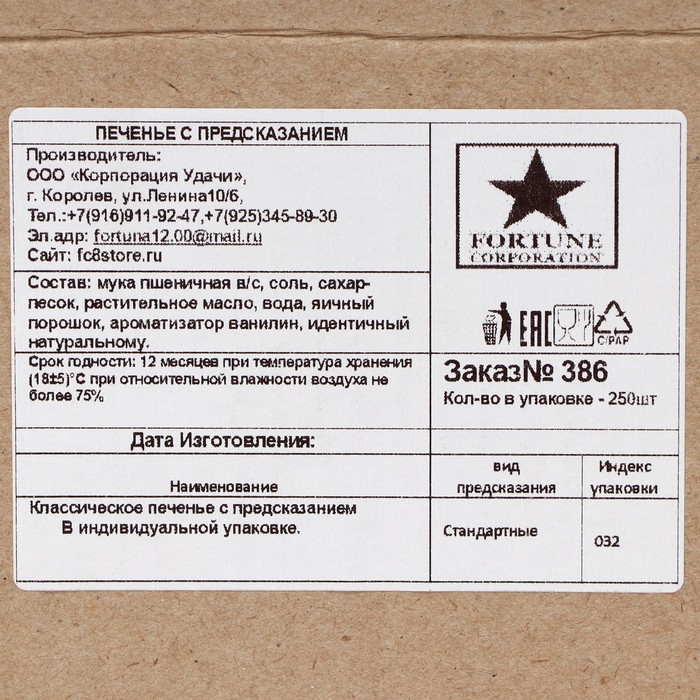 ПЕЧЕНЬЕ С ПРЕДСКАЗАНИЕМ
Производитель:
ООО «Корпорация Удачи»,
г. Королев, ул.Ленина10/6,
Тел.:+7(916)911-92-47,+7(925)345-89-30
Эл.адр: fortuna12.00@mail.ru
Сайт: fc8store.ru
Состав: мука пшеничная в/с, соль, сахар-
песок, растительное масло, вода, яичный
порошок, ароматизатор ванилин, идентичный
натуральному.
Срок годности: 12 месяцев при температура хранения
(18±5)°С при относительной влажности воздуха не
более 75%
FORTUNE
CORPORATION
EAC
C/PAP
Заказ№ 386
Кол-во в упаковке - 250шт
Дата Изготовления:
Наименование
вид
предсказания
Индекс
упаковки
Классическое печенье с предсказанием
В индивидуальной упаковке.
Стандартные
032